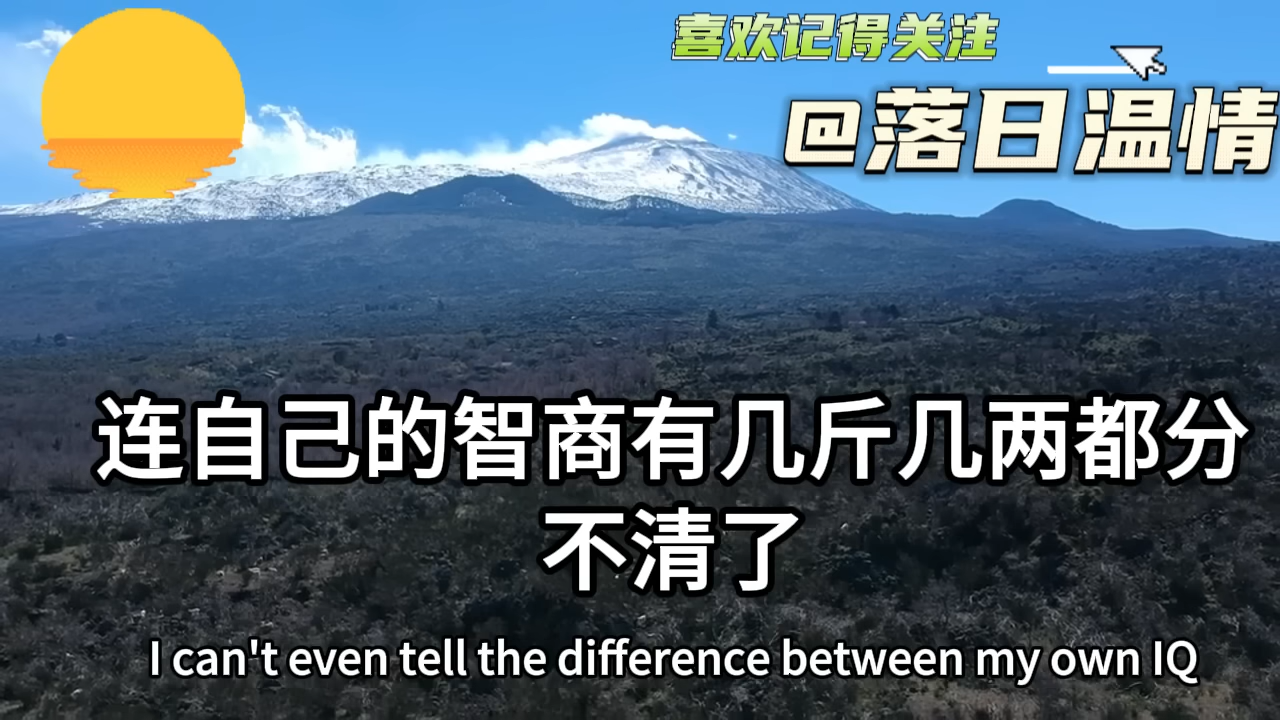 喜欢记得关注
@落日温情
连自己的智商有几斤几两都分
不清了
I can't even tell the difference between my own IQ